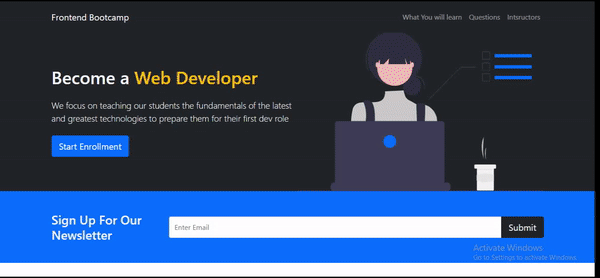 Frontend Bootcamp
What You will learn
Questions
Intsructors
Become a Web Developer
We focus on teaching our students the fundamentals of the latest
and greatest technologies to prepare them for their first dev role
Start Enrollment
Sign Up For Our
Newsletter
Enter Email
Submit
Activate Windows
Go to Settings to activate Windows.